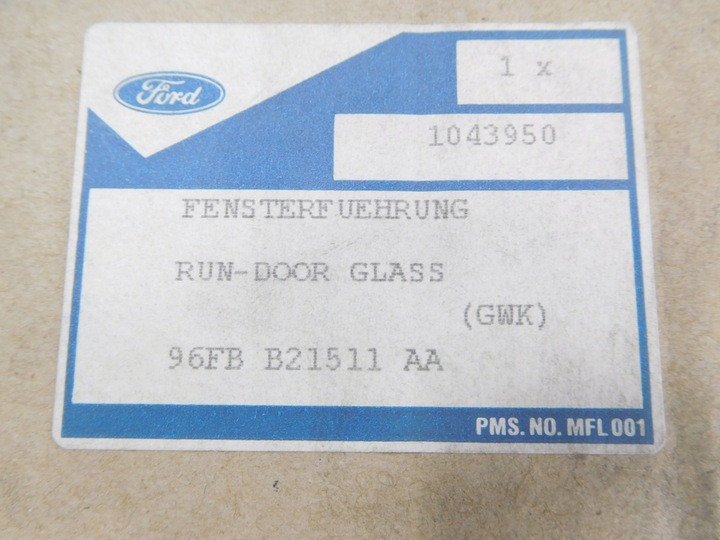 Ford
1 x
1043950
FENSTERFUEHRUNG
RUN-DOOR GLASS
(GWK)
96FB B21511 AA
PMS. NO. MFL 001